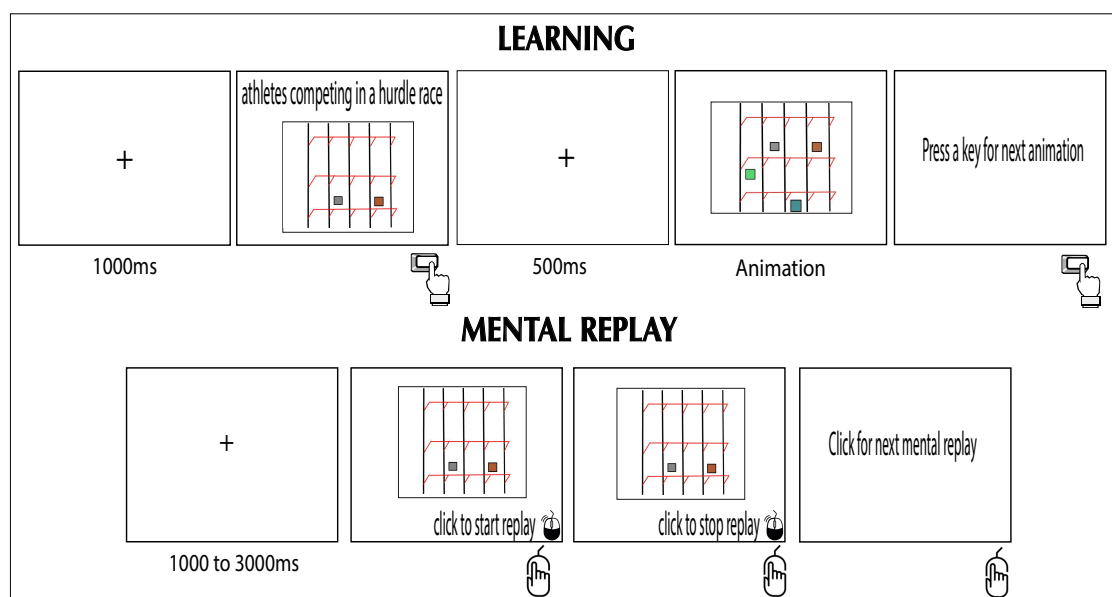 LEARNING
+
athletes competing in a hurdle race
+
Press a key for next animation
1000ms
500ms
Animation
MENTAL REPLAY
+
click to start replay
click to stop replay
Click for next mental replay
1000 to 3000ms